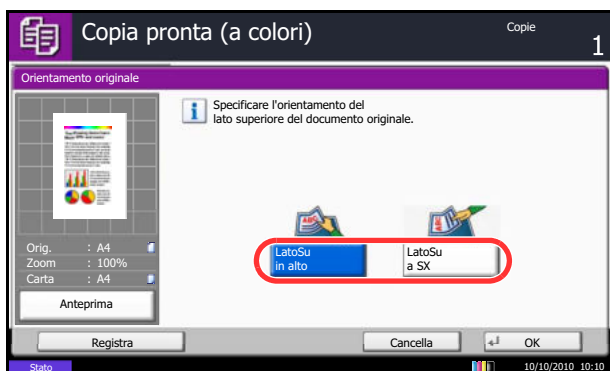 Copia pronta (a colori)
Copie
1
Orientamento originale
Specificare l'orientamento del
lato superiore del documento originale.
Orig. : A4
Zoom : 100%
Carta : A4
Anteprima
ABC
LatoSu
in alto
LatoSu
a SX
Registra
Cancella
OK
Stato
10/10/2010 10:10